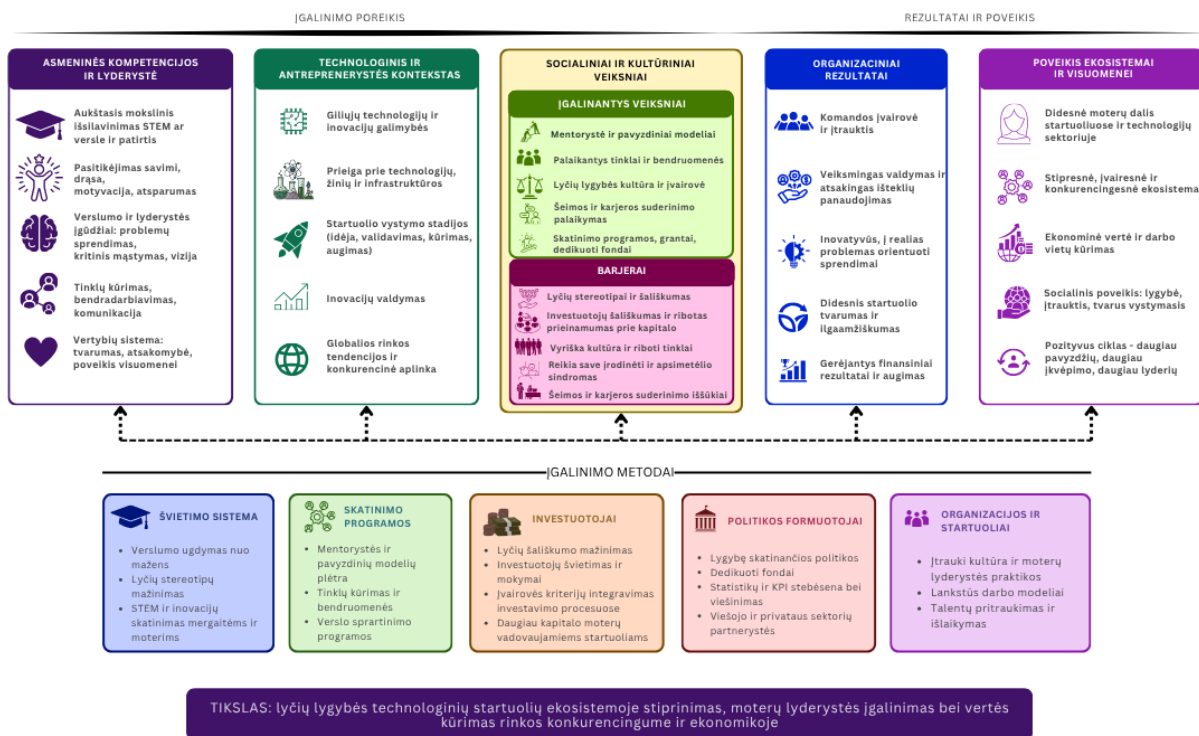 ĮGALINIMO POREIKIS
REZULTATAI IR POVEIKIS
ASMENINĖS KOMPETENCIJOS
IR LYDERYSTĖ
Aukštasis mokslinis
išsilavinimas STEM ar
versle ir patirtis
Pasitikėjimas savimi,
drąsa,
motyvacija, atsparumas
Verslumo ir lyderystės
įgūdžiai: problemų
sprendimas,
kritinis mąstymas, vizija
Tinklų kūrimas,
bendradarbiavimas,
komunikacija
Vertybių sistema:
tvarumas, atsakomybė,
poveikis visuomenei
TECHNOLOGINIS IR
ANTREPRENERYSTĖS KONTEKSTAS
Giliųjų technologijų ir
inovacijų galimybės
Prieiga prie technologijų,
žinių ir infrastruktūros
Startuolio vystymo stadijos
(idėja, validavimas, kūrimas,
augimas)
Inovacijų valdymas
Globalios rinkos
tendencijos ir
konkurencinė aplinka
SOCIALINIAI IR KULTŪRINIAI
VEIKSNIAI
ĮGALINANTYS VEIKSNIAI
Mentorystė ir pavyzdiniai modeliai
Palaikantys tinklai ir bendruomenės
Lyčių lygybės kultūra ir įvairovė
Šeimos ir karjeros suderinimo
palaikymas
Skatinimo programos, grantai,
dedikuoti fondai
BARJERAI
Lyčių stereotipai ir šališkumas
Investuotojų šališkumas ir ribotas
prieinamumas prie kapitalo
Vyriška kultūra ir riboti tinklai
Reikia save įrodinėti ir apsimetėlio
sindromas
Šeimos ir karjeros suderinimo iššūkiai
ORGANIZACINIAI
REZULTATAI
Komandos įvairovė
ir įtrauktis
Veiksmingas valdymas ir
atsakingas išteklių
panaudojimas
Inovatyvūs, į realias
problemas orientuoti
sprendimai
Didesnis startuolio
tvarumas ir
ilgaamžiškumas
Gerėjantys finansiniai
rezultatai ir augimas
POVEIKIS EKOSISTEMAI
IR VISUOMENEI
Didesnė moterų dalis
startuoliuose ir technologijų
sektoriuje
Stipresnė, įvairesnė ir
konkurencingesnė ekosistema
Ekonominė vertė ir darbo
vietų kūrimas
Socialinis poveikis: lygybė,
įtrauktis, tvarus vystymasis
Pozityvus ciklas - daugiau
pavyzdžių, daugiau
įkvėpimo, daugiau lyderių
ĮGALINIMO METODAI
ŠVIETIMO SISTEMA
• Verslumo ugdymas nuo
mažens
• Lyčių stereotipų
mažinimas
• STEM ir inovacijų
skatinimas mergaitėms ir
moterims
SKATINIMO
PROGRAMOS
• Mentorystės ir
pavyzdinių modelių
plėtra
• Tinklų kūrimas ir
bendruomenės
• Verslo spartinimo
programos
INVESTUOTOJAI
• Lyčių šališkumo mažinimas
• Investuotojų švietimas ir
mokymai
• Įvairovės kriterijų integravimas
investavimo procesuose
• Daugiau kapitalo moterų
vadovaujamiems startuoliams
POLITIKOS FORMUOTOJAI
• Lygybę skatinančios politikos
• Dedikuoti fondai
• Statistikų ir KPI stebėsena bei
viešinimas
• Viešojo ir privataus sektorių
partnerystės
ORGANIZACIJOS IR
STARTUOLIAI
• Įtrauki kultūra ir moterų
lyderystės praktikos
• Lankstūs darbo modeliai
• Talentų pritraukimas ir
išlaikymas
TIKSLAS: lyčių lygybės technologinių startuolių ekosistemoje stiprinimas, moterų lyderystės įgalinimas bei vertės
kūrimas rinkos konkurencingume ir ekonomikoje